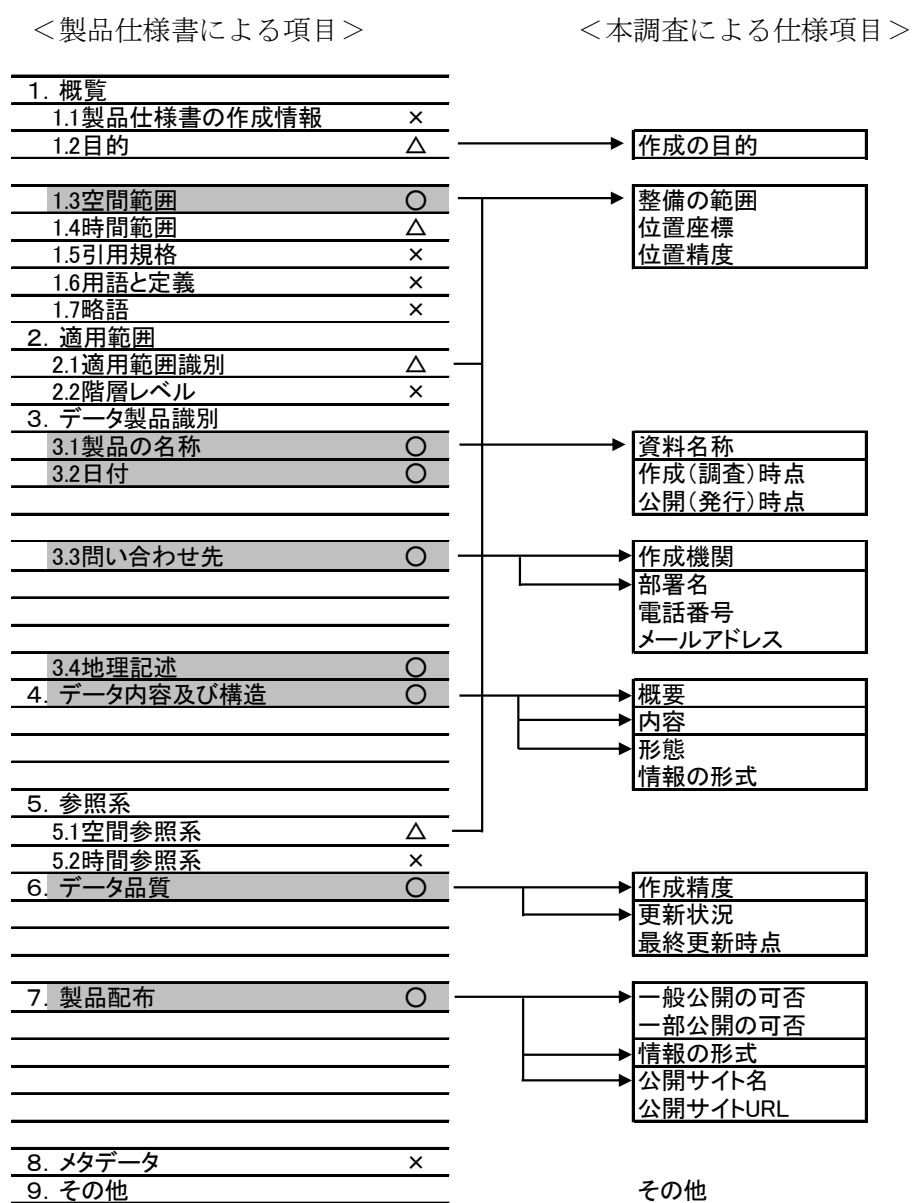 ＜製品仕様書による項目＞ ＜本調査による仕様項目＞
１．概覧
1.1製品仕様書の作成情報 ×
1.2目的 △ 作成の目的
1.3空間範囲 ○ 整備の範囲
1.4時間範囲 △ 位置座標
1.5引用規格 × 位置精度
1.6用語と定義 ×
1.7略語 ×
２．適用範囲
2.1適用範囲識別 △
2.2階層レベル ×
３．データ製品識別
3.1製品の名称 ○ 資料名称
3.2日付 ○ 作成（調査）時点
公開（発行）時点
3.3問い合わせ先 ○ 作成機関
部署名
電話番号
メールアドレス
3.4地理記述 ○
４．データ内容及び構造 ○ 概要
内容
形態
情報の形式
５．参照系
5.1空間参照系 △
5.2時間参照系 ×
６．データ品質 ○ 作成精度
更新状況
最終更新時点
７．製品配布 ○ 一般公開の可否
一部公開の可否
情報の形式
公開サイト名
公開サイトURL
８．メタデータ ×
９．その他 その他